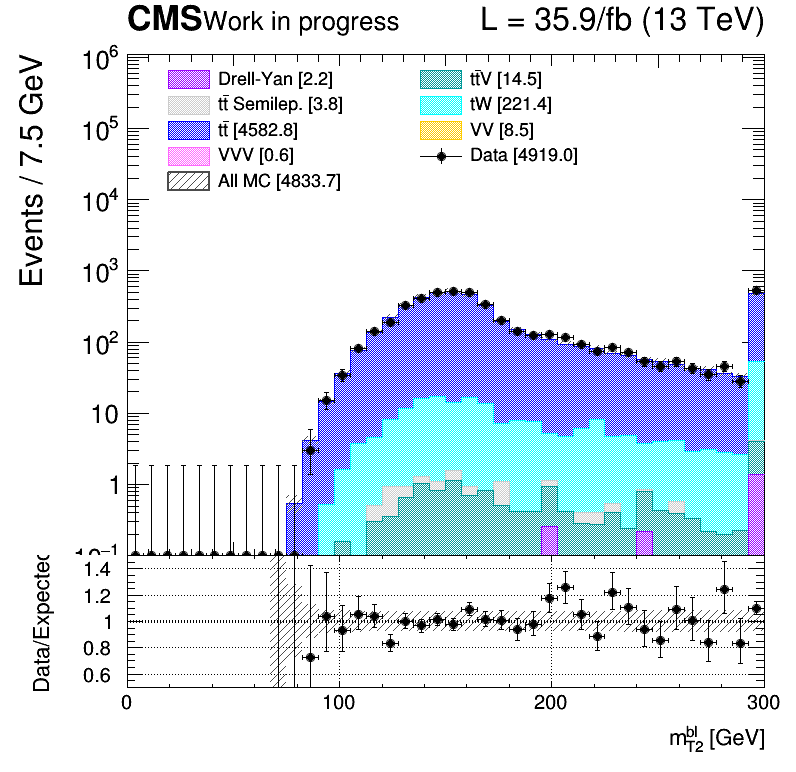 CMS Work in progress L = 35.9/fb (13 TeV)
Events / 7.5 GeV
10⁶
10⁵
10⁴
10³
10²
10
1
10⁻¹
Drell-Yan [2.2]
tt̄ Semilep. [3.8]
tt̄ [4582.8]
VVV [0.6]
All MC [4833.7]
tt̄V [14.5]
tW [221.4]
VV [8.5]
Data [4919.0]
Data/Expected
1.4
1.2
1
0.8
0.6
0 100 200 300
m_{T2}^{bl} [GeV]